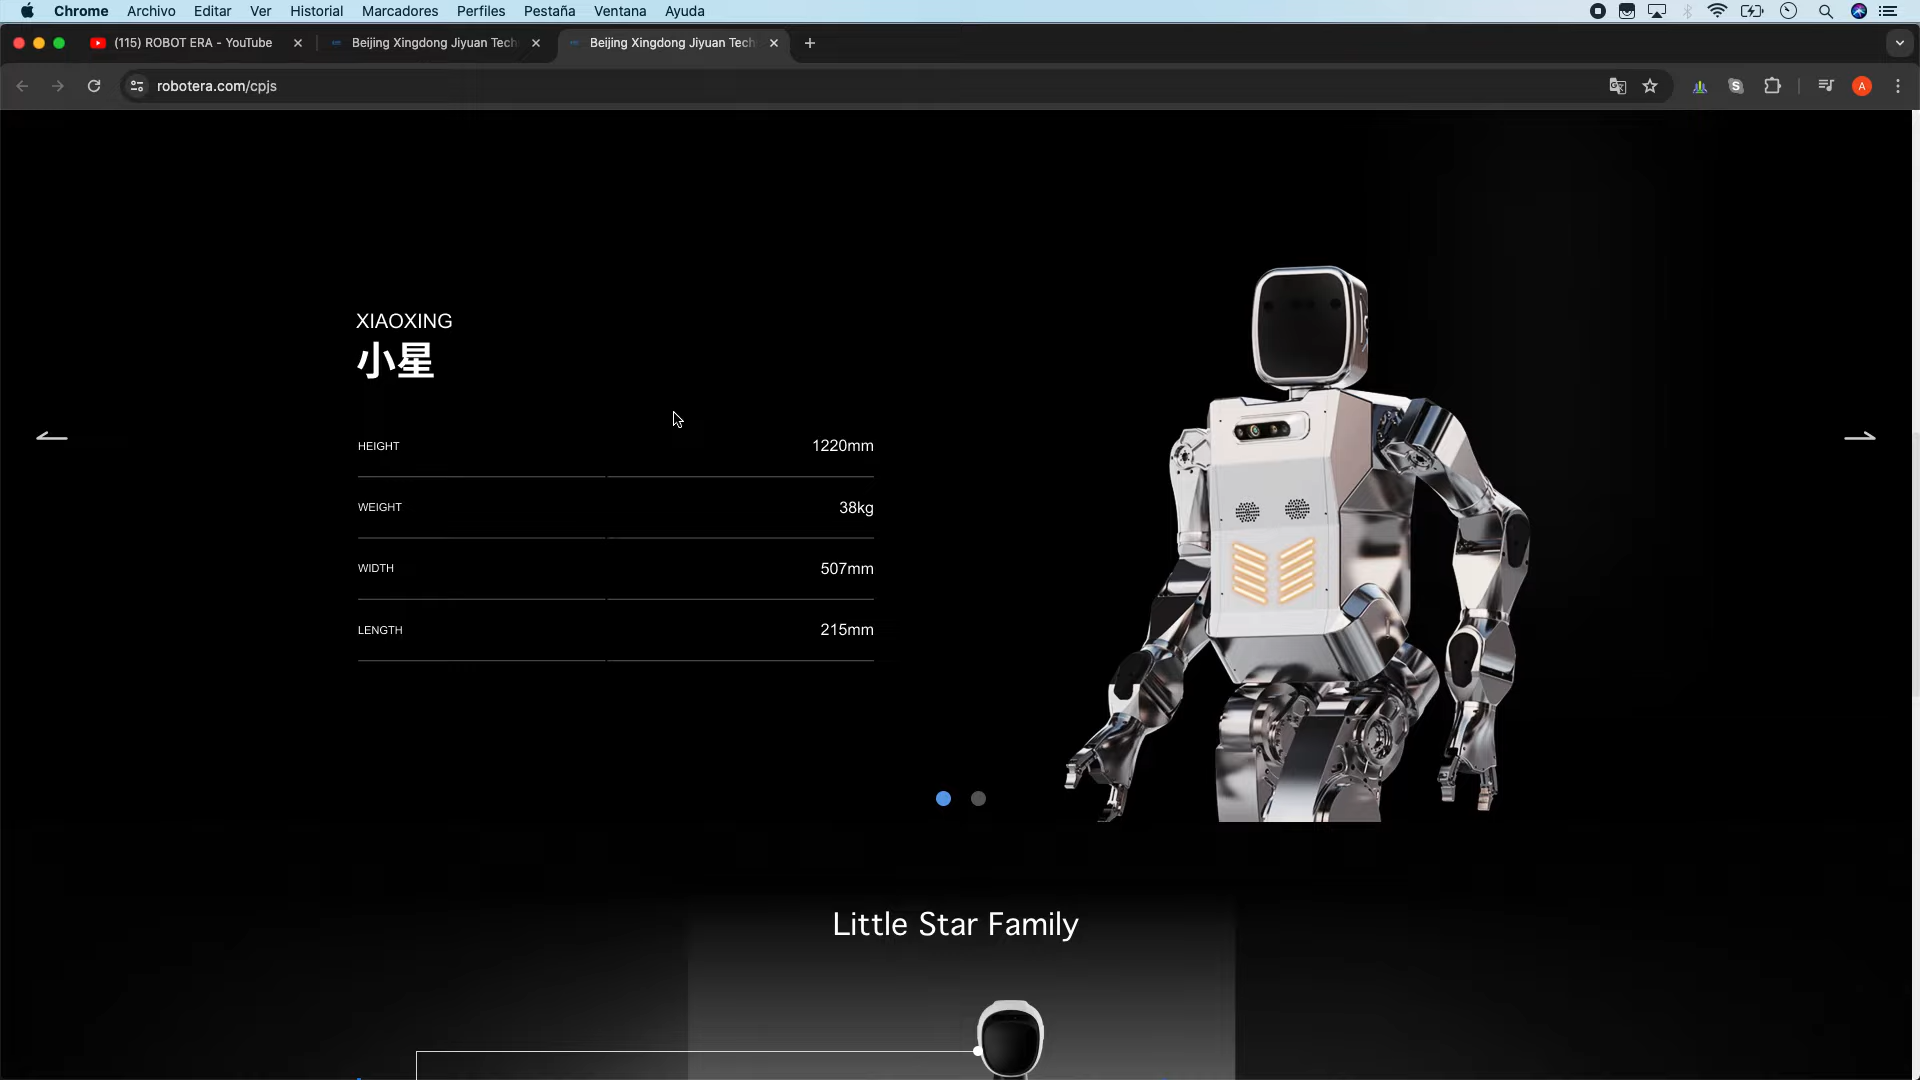 Chrome Archivo Editar Ver Historial Marcadores Perfiles Pestaña Ventana Ayuda
(115) ROBOT ERA - YouTube
Beijing Xingdong Jiyuan Tech
Beijing Xingdong Jiyuan Tech
robotera.com/cpjs
S
A
XIAOXING
小星
HEIGHT 1220mm
WEIGHT 38kg
WIDTH 507mm
LENGTH 215mm
Little Star Family